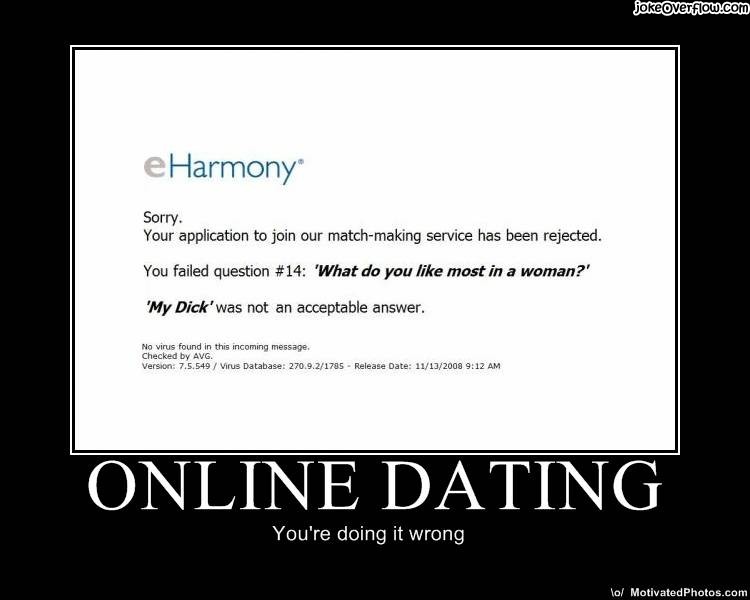 jokeOverflow.com
eHarmony®
Sorry.
Your application to join our match-making service has been rejected.
You failed question #14: 'What do you like most in a woman?'
'My Dick' was not an acceptable answer.
No virus found in this incoming message.
Checked by AVG.
Version: 7.5.549 / Virus Database: 270.9.2/1785 - Release Date: 11/13/2008 9:12 AM
ONLINE DATING
You're doing it wrong
\o/ MotivatedPhotos.com